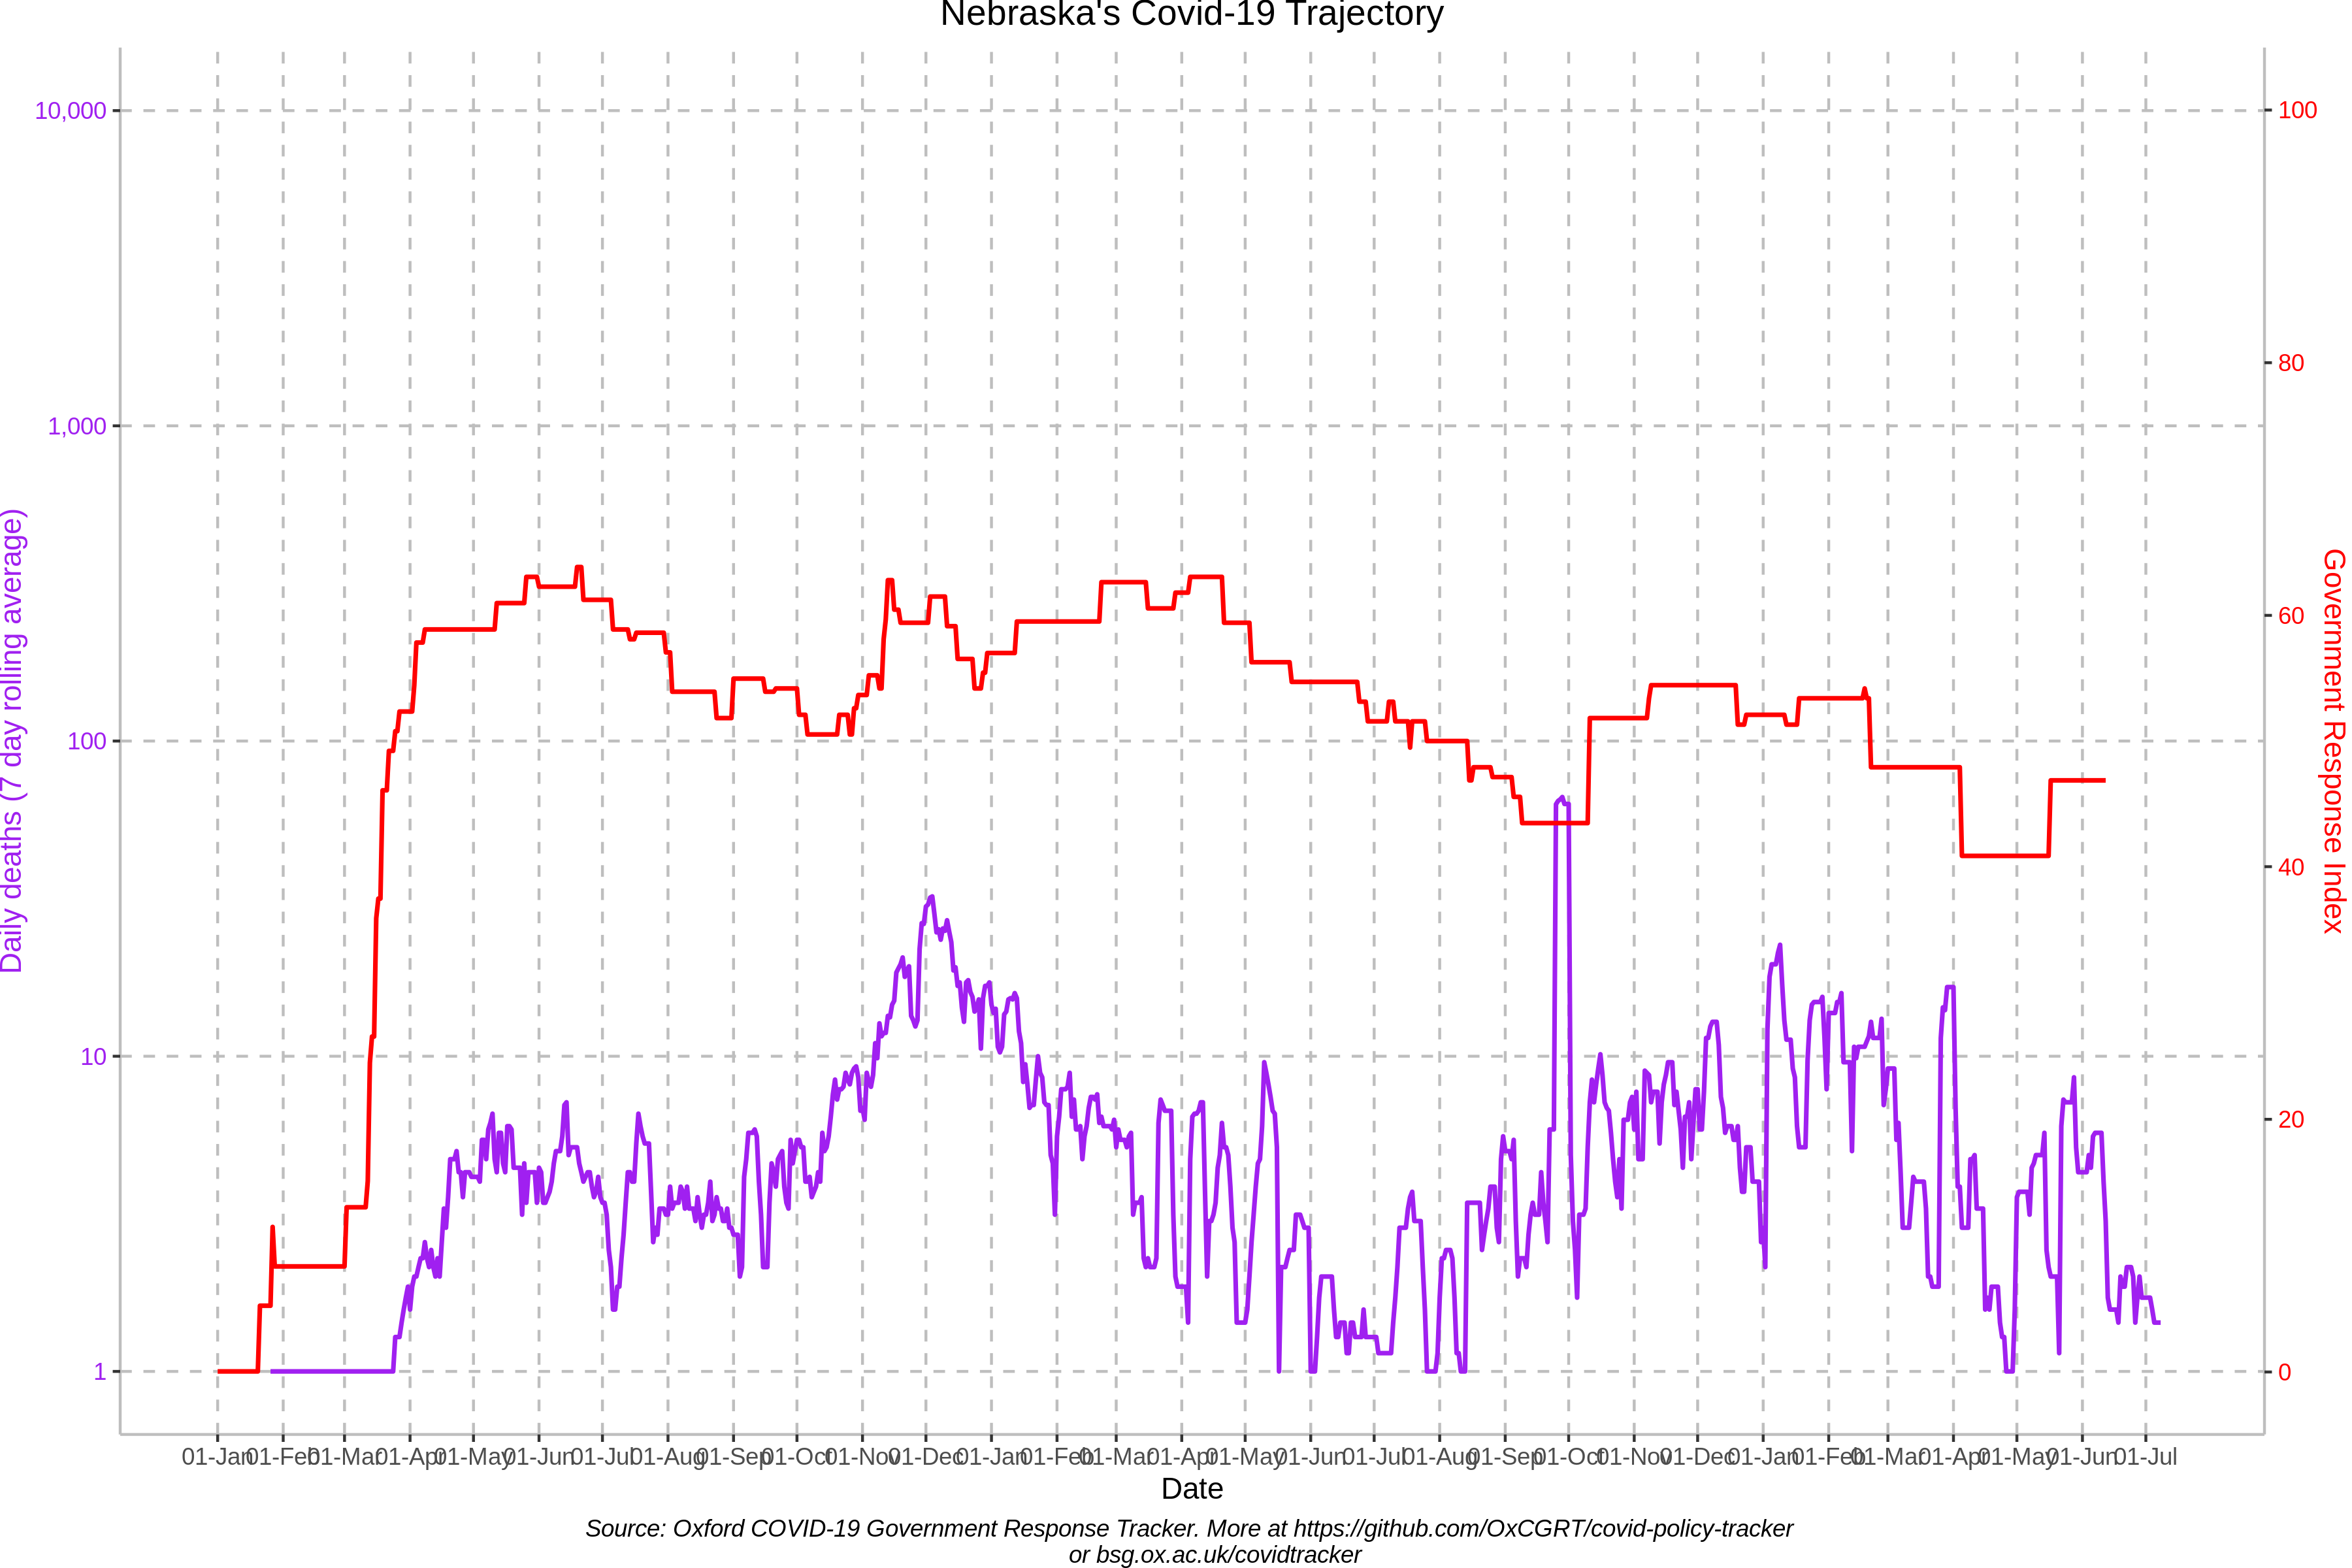 Nebraska's Covid-19 Trajectory
10,000
1,000
100
10
1
Daily deaths (7 day rolling average)
100
80
60
40
20
0
Government Response Index
01-Jan 01-Feb 01-Mar 01-Apr 01-May 01-Jun 01-Jul 01-Aug 01-Sep 01-Oct 01-Nov 01-Dec 01-Jan 01-Feb 01-Mar 01-Apr 01-May 01-Jun 01-Jul 01-Aug 01-Sep 01-Oct 01-Nov 01-Dec 01-Jan 01-Feb 01-Mar 01-Apr 01-May 01-Jun 01-Jul
Date
Source: Oxford COVID-19 Government Response Tracker. More at https://github.com/OxCGRT/covid-policy-tracker
or bsg.ox.ac.uk/covidtracker